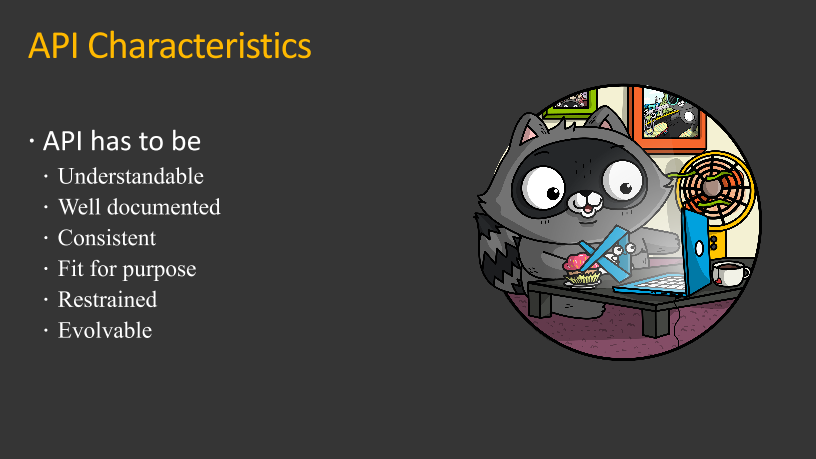 API Characteristics
· API has to be
· Understandable
· Well documented
· Consistent
· Fit for purpose
· Restrained
· Evolvable